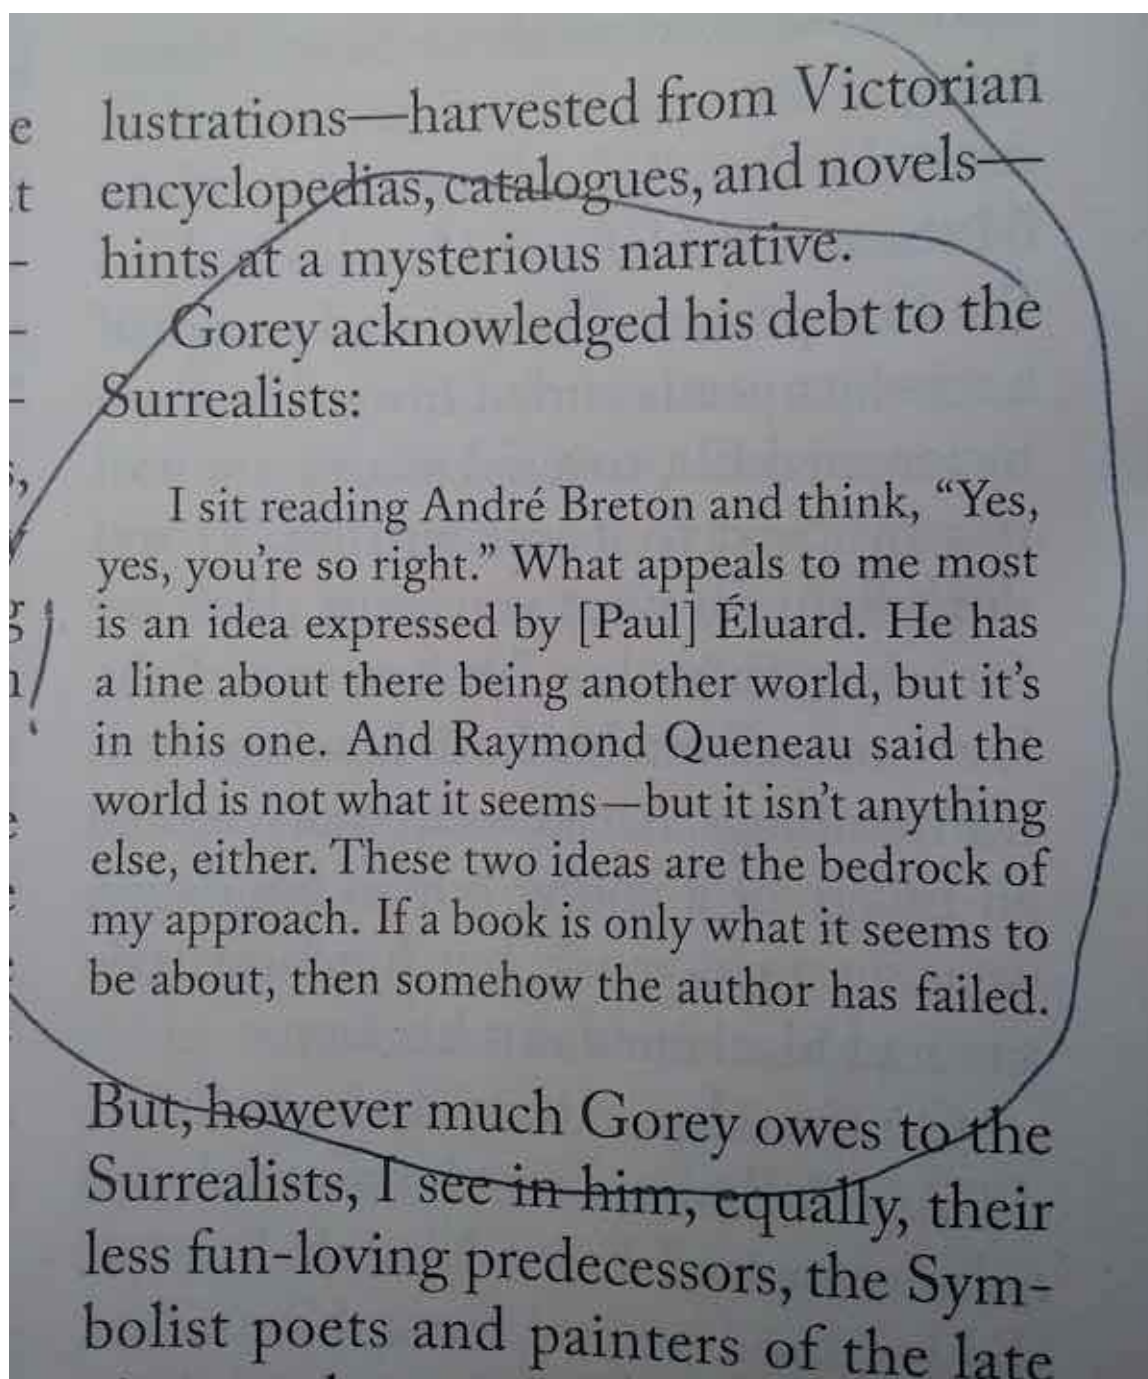 lustrations—harvested from Victorian
encyclopedias, catalogues, and novels—
hints at a mysterious narrative.
Gorey acknowledged his debt to the
Surrealists:
I sit reading André Breton and think, “Yes,
yes, you're so right.” What appeals to me most
is an idea expressed by [Paul] Éluard. He has
a line about there being another world, but it's
in this one. And Raymond Queneau said the
world is not what it seems—but it isn't anything
else, either. These two ideas are the bedrock of
my approach. If a book is only what it seems to
be about, then somehow the author has failed.
But, however much Gorey owes to the
Surrealists, I see in him, equally, their
less fun-loving predecessors, the Sym-
bolist poets and painters of the late